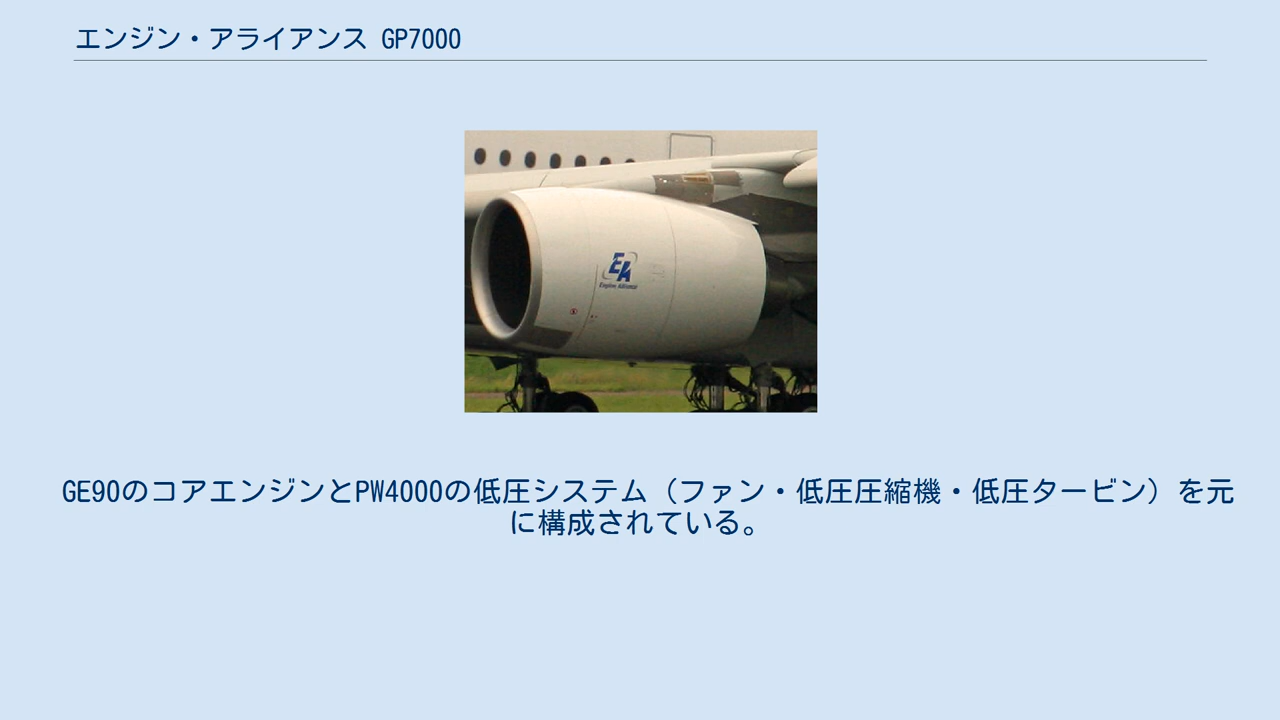 エンジン・アライアンス GP7000
EA
Engine Alliance
GE90のコアエンジンとPW4000の低圧システム（ファン・低圧圧縮機・低圧タービン）を元
に構成されている。